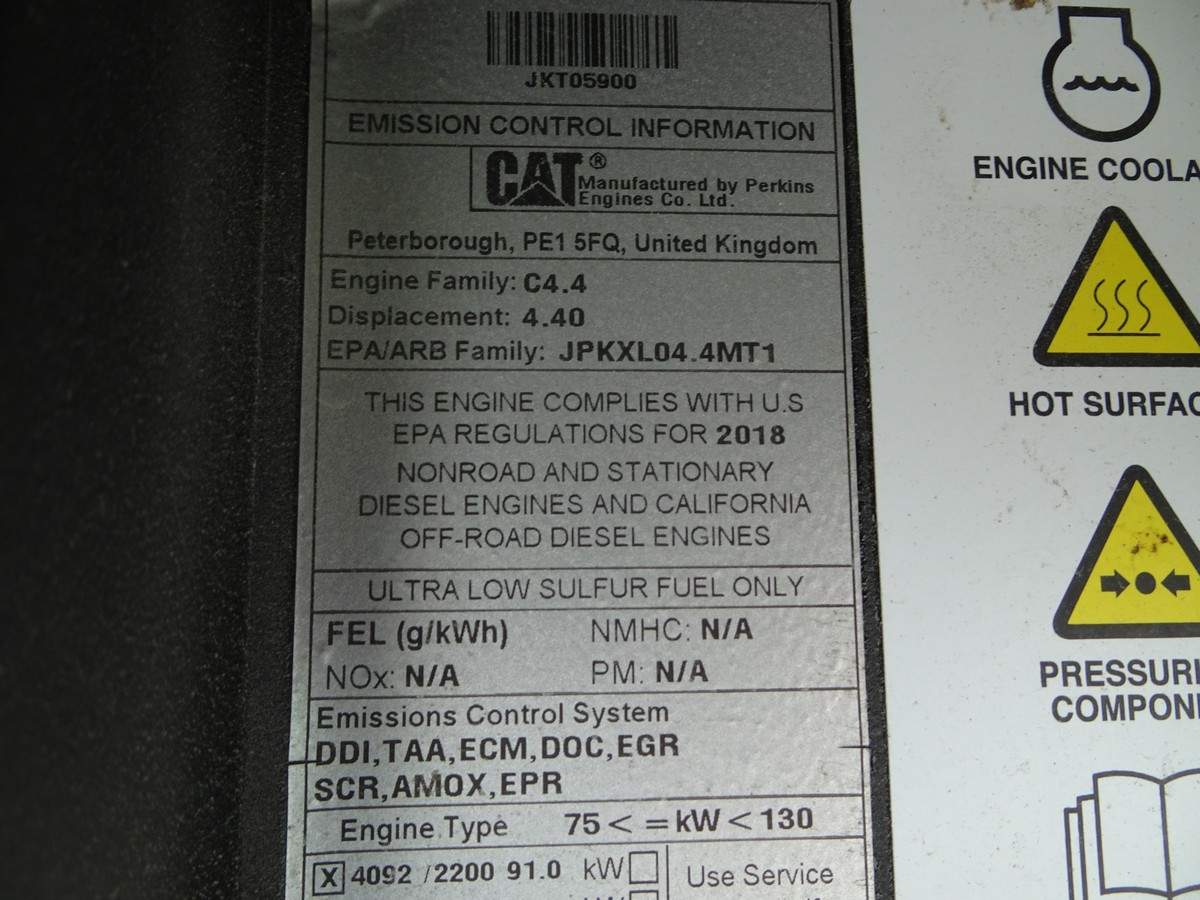 JKT05900
EMISSION CONTROL INFORMATION
CAT®
Manufactured by Perkins
Engines Co. Ltd.
Peterborough, PE1 5FQ, United Kingdom
Engine Family: C4.4
Displacement: 4.40
EPA/ARB Family: JPKXL04.4MT1
THIS ENGINE COMPLIES WITH U.S
EPA REGULATIONS FOR 2018
NONROAD AND STATIONARY
DIESEL ENGINES AND CALIFORNIA
OFF-ROAD DIESEL ENGINES
ULTRA LOW SULFUR FUEL ONLY
FEL (g/kWh) NMHC: N/A
NOx: N/A PM: N/A
Emissions Control System
DDI,TAA,ECM,DOC,EGR
SCR,AMOX,EPR
Engine Type 75 < = kW < 130
X 4092 /2200 91.0 kW Use Service
ENGINE COOLA
HOT SURFAC
PRESSURI
COMPON